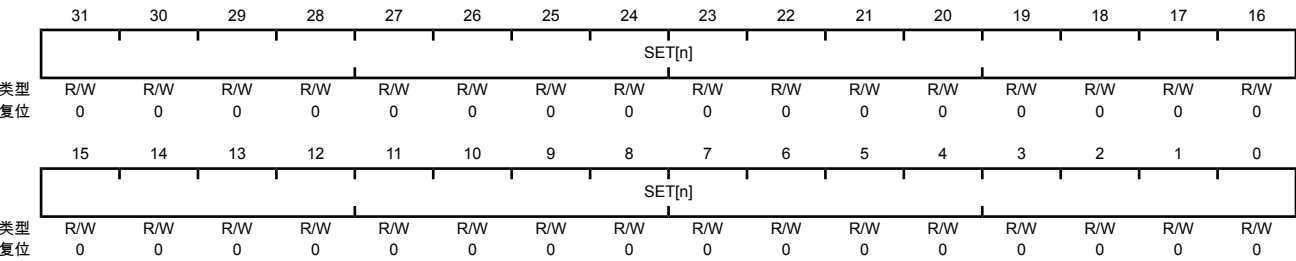 31 30 29 28 27 26 25 24 23 22 21 20 19 18 17 16
SET[n]
类型 R/W R/W R/W R/W R/W R/W R/W R/W R/W R/W R/W R/W R/W R/W R/W R/W
复位 0 0 0 0 0 0 0 0 0 0 0 0 0 0 0 0
15 14 13 12 11 10 9 8 7 6 5 4 3 2 1 0
SET[n]
类型 R/W R/W R/W R/W R/W R/W R/W R/W R/W R/W R/W R/W R/W R/W R/W R/W
复位 0 0 0 0 0 0 0 0 0 0 0 0 0 0 0 0